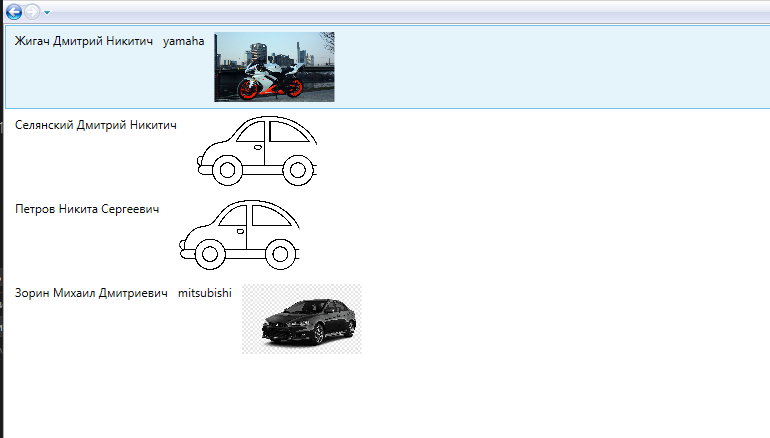 Жигач Дмитрий Никитич yamaha
Селянский Дмитрий Никитич
Петров Никита Сергеевич
Зорин Михаил Дмитриевич mitsubishi